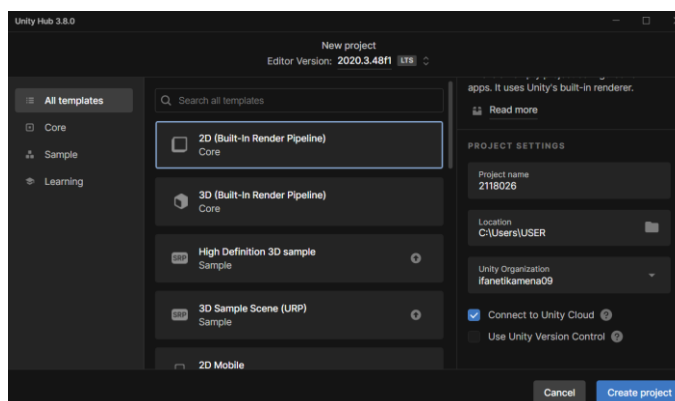 Unity Hub 3.8.0
New project
Editor Version: 2020.3.48f1 LTS
All templates
Core
Sample
Learning
Search all templates
2D (Built-In Render Pipeline)
Core
3D (Built-In Render Pipeline)
Core
SRP
High Definition 3D sample
Sample
SRP
3D Sample Scene (URP)
Sample
2D Mobile
apps. It uses Unity's built-in renderer.
Read more
PROJECT SETTINGS
Project name
2118026
Location
C:\Users\USER
Unity Organization
ifanetikamena09
Connect to Unity Cloud ?
Use Unity Version Control ?
Cancel
Create project